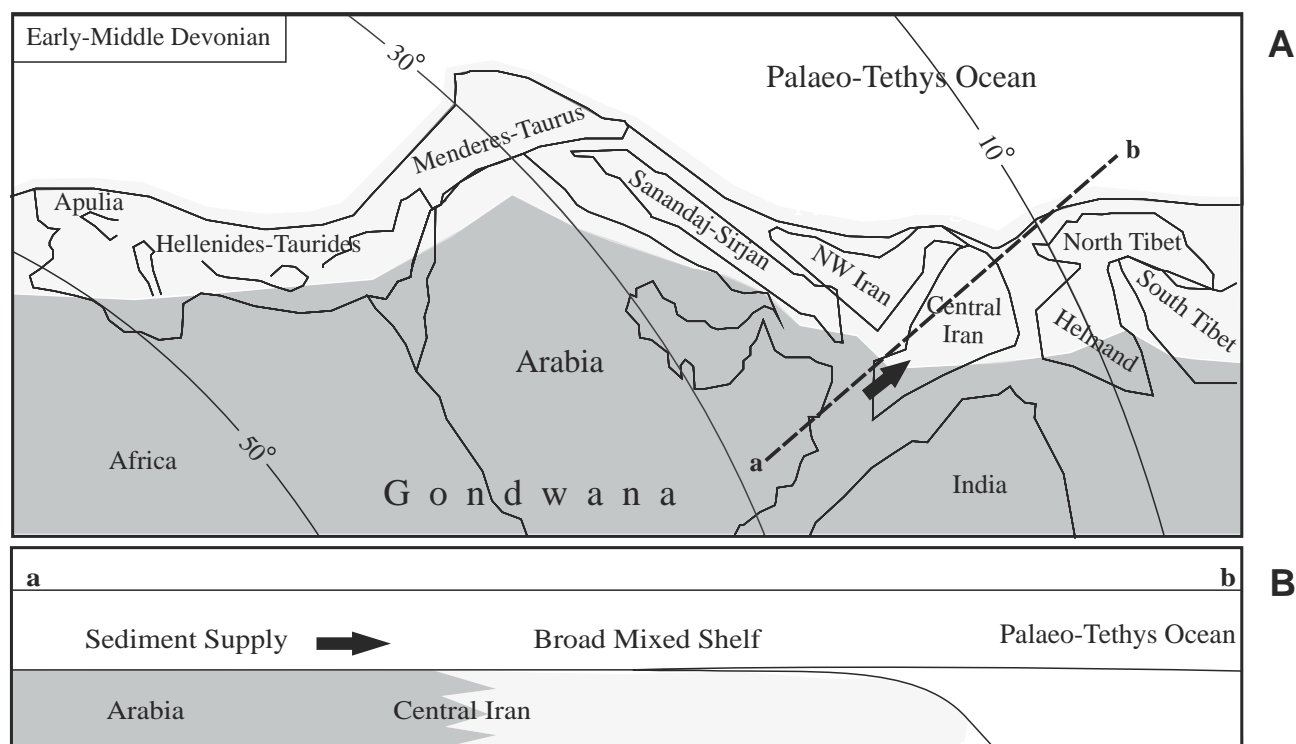 Early-Middle Devonian
A
30°
Palaeo-Tethys Ocean
Menderes-Taurus
10°
b
Apulia
Sanandaj-Sirjan
Hellenides-Taurides
North Tibet
NW Iran
South Tibet
Central
Iran
Helmand
Arabia
50°
Africa
a
India
Gondwana
a
b
B
Sediment Supply
Broad Mixed Shelf
Palaeo-Tethys Ocean
Arabia
Central Iran